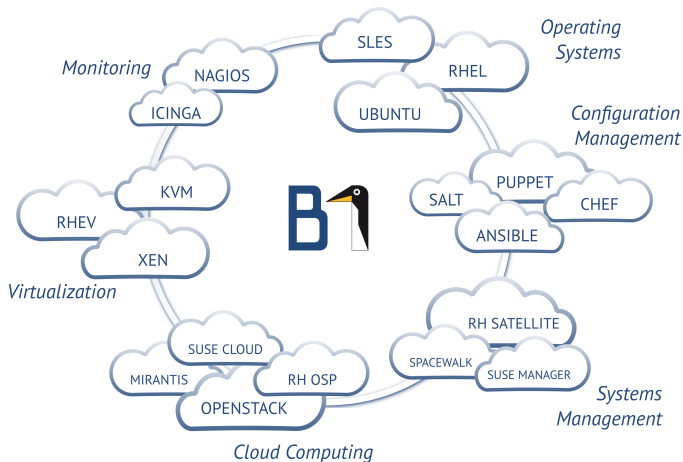 Operating
Systems
SLES
RHEL
UBUNTU
Configuration
Management
PUPPET
SALT
CHEF
ANSIBLE
RH SATELLITE
SPACEWALK
SUSE MANAGER
Systems
Management
SUSE CLOUD
MIRANTIS
RH OSP
OPENSTACK
Cloud Computing
KVM
RHEV
XEN
Virtualization
Monitoring
NAGIOS
ICINGA
B1